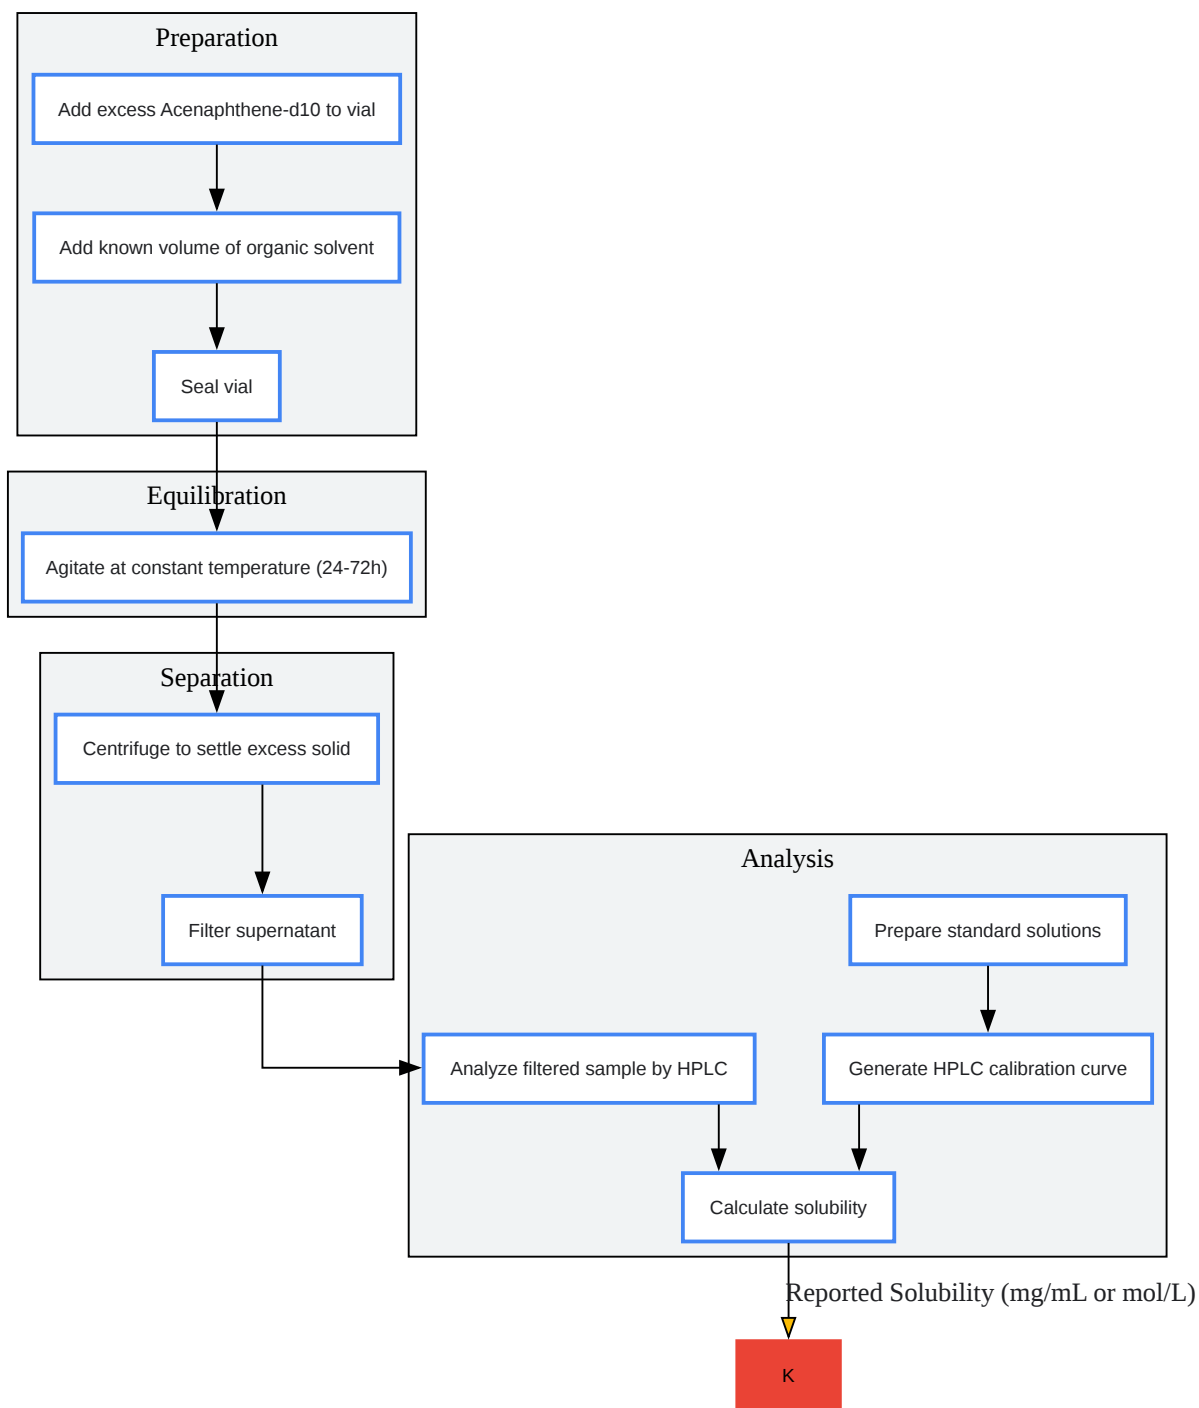 Preparation
Add excess Acenaphthene-d10 to vial
Add known volume of organic solvent
Seal vial
Equilibration
Agitate at constant temperature (24-72h)
Separation
Centrifuge to settle excess solid
Filter supernatant
Analysis
Prepare standard solutions
Analyze filtered sample by HPLC
Generate HPLC calibration curve
Calculate solubility
Reported Solubility (mg/mL or mol/L)
K